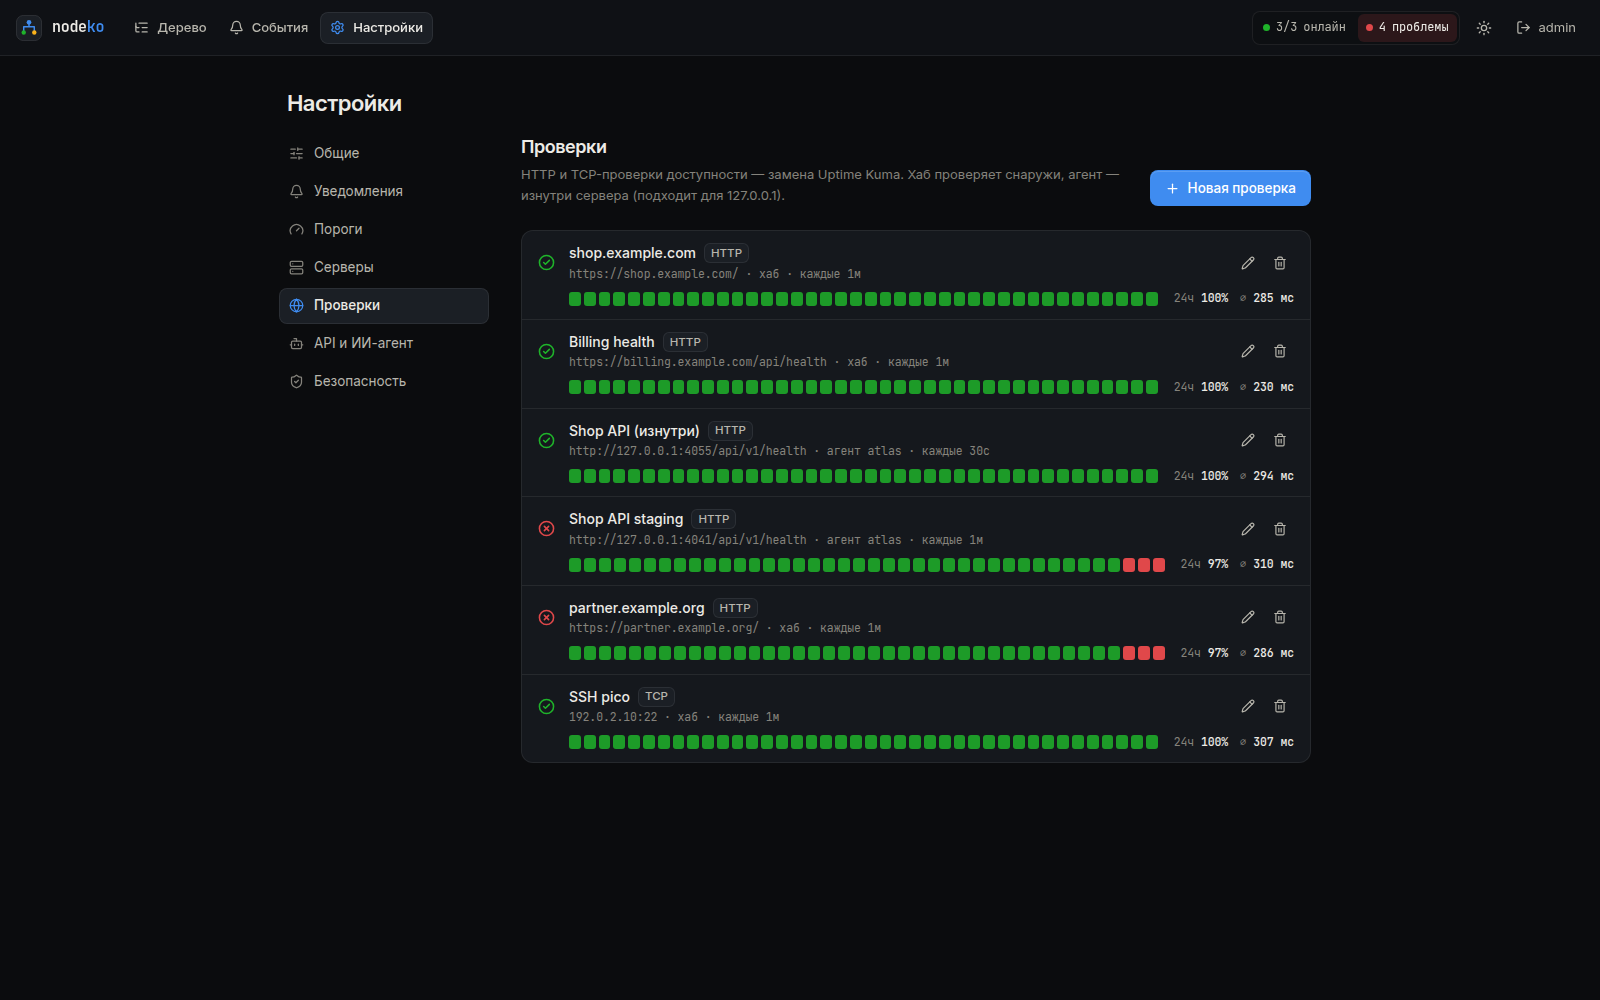 nodeko Дерево События Настройки 3/3 онлайн 4 проблемы admin
Настройки
Общие
Уведомления
Пороги
Серверы
Проверки
API и ИИ-агент
Безопасность
Проверки
HTTP и TCP-проверки доступности — замена Uptime Kuma. Хаб проверяет снаружи, агент —
изнутри сервера (подходит для 127.0.0.1).
Новая проверка
shop.example.com HTTP
https://shop.example.com/ · хаб · каждые 1м
24ч 100% ⌀ 285 мс
Billing health HTTP
https://billing.example.com/api/health · хаб · каждые 1м
24ч 100% ⌀ 230 мс
Shop API (изнутри) HTTP
http://127.0.0.1:4055/api/v1/health · агент atlas · каждые 30с
24ч 100% ⌀ 294 мс
Shop API staging HTTP
http://127.0.0.1:4041/api/v1/health · агент atlas · каждые 1м
24ч 97% ⌀ 310 мс
partner.example.org HTTP
https://partner.example.org/ · хаб · каждые 1м
24ч 97% ⌀ 286 мс
SSH pico TCP
192.0.2.10:22 · хаб · каждые 1м
24ч 100% ⌀ 307 мс